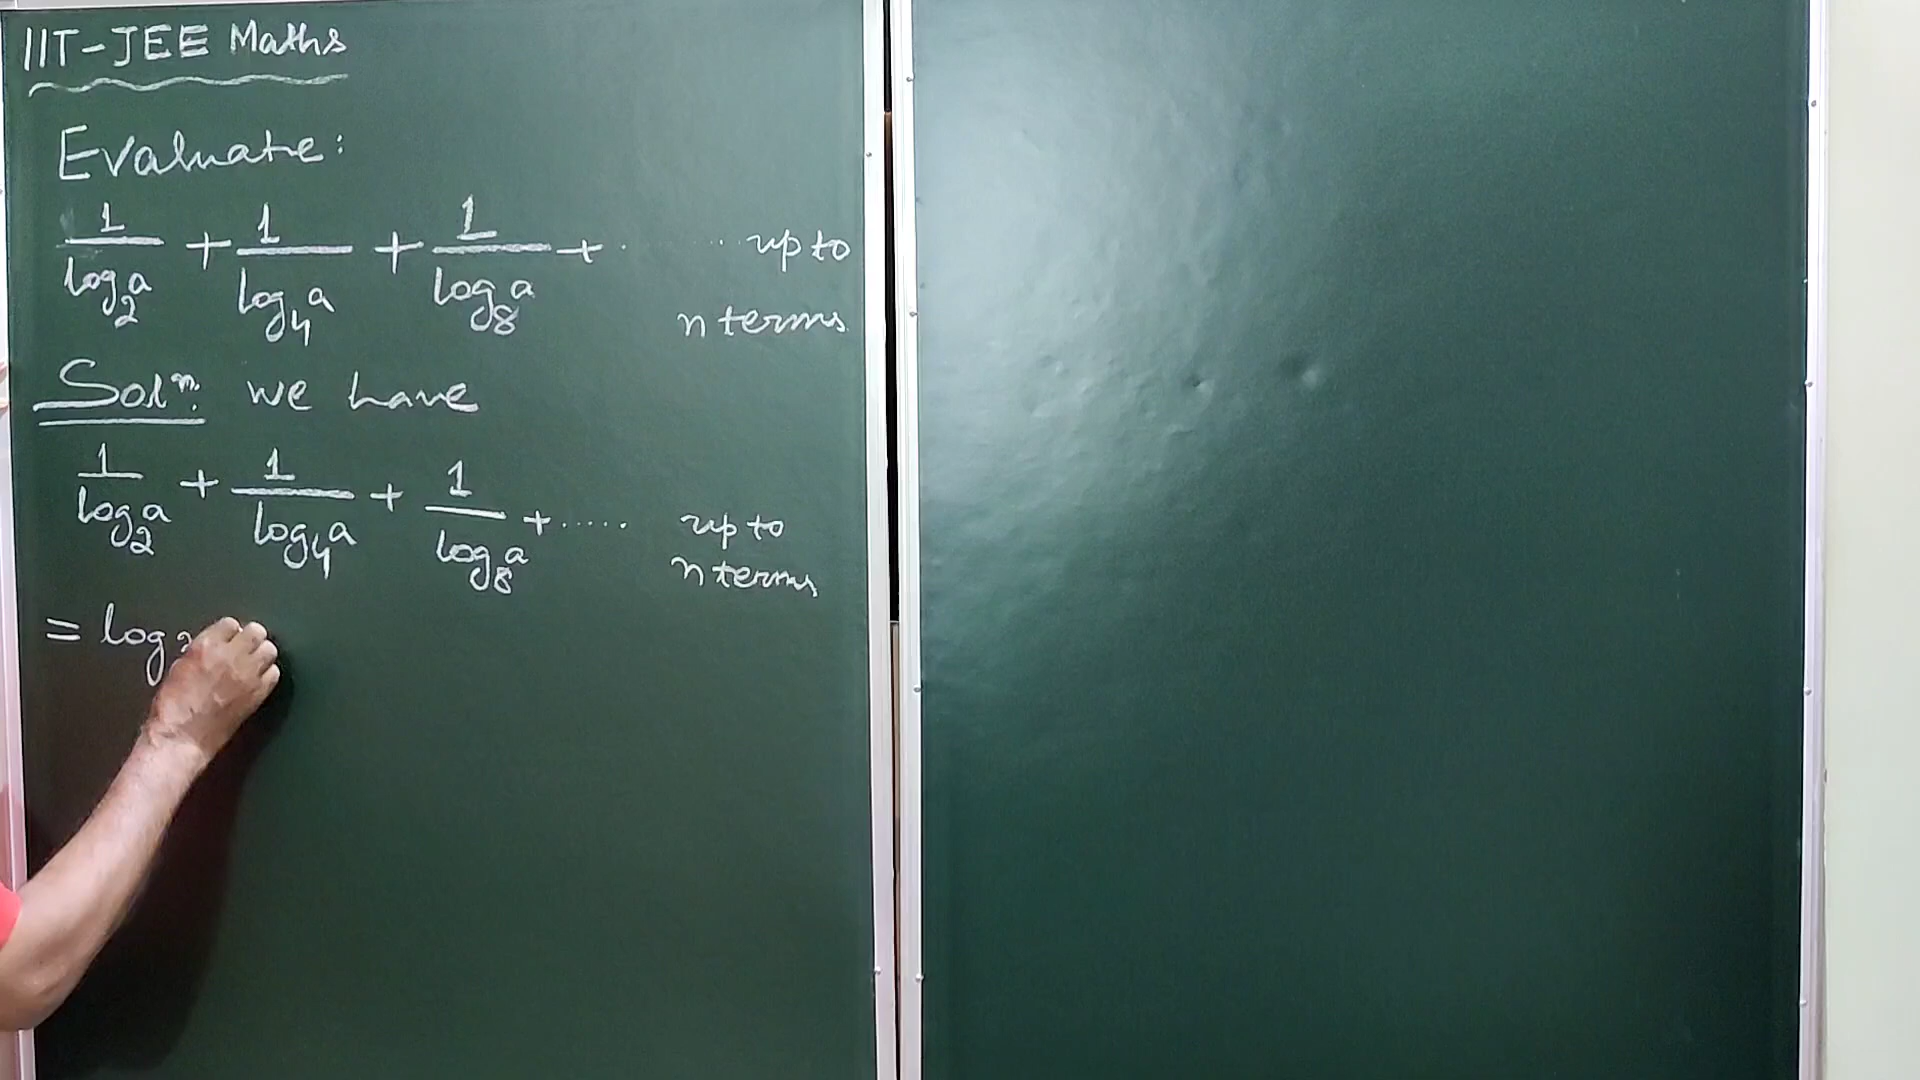 IIT-JEE Maths
Evaluate:
1/log₂a + 1/log₄a + 1/log₈a + ........ up to
n terms
Solⁿ. we have
1/log₂a + 1/log₄a + 1/log₈a + ..... up to
n terms
= log